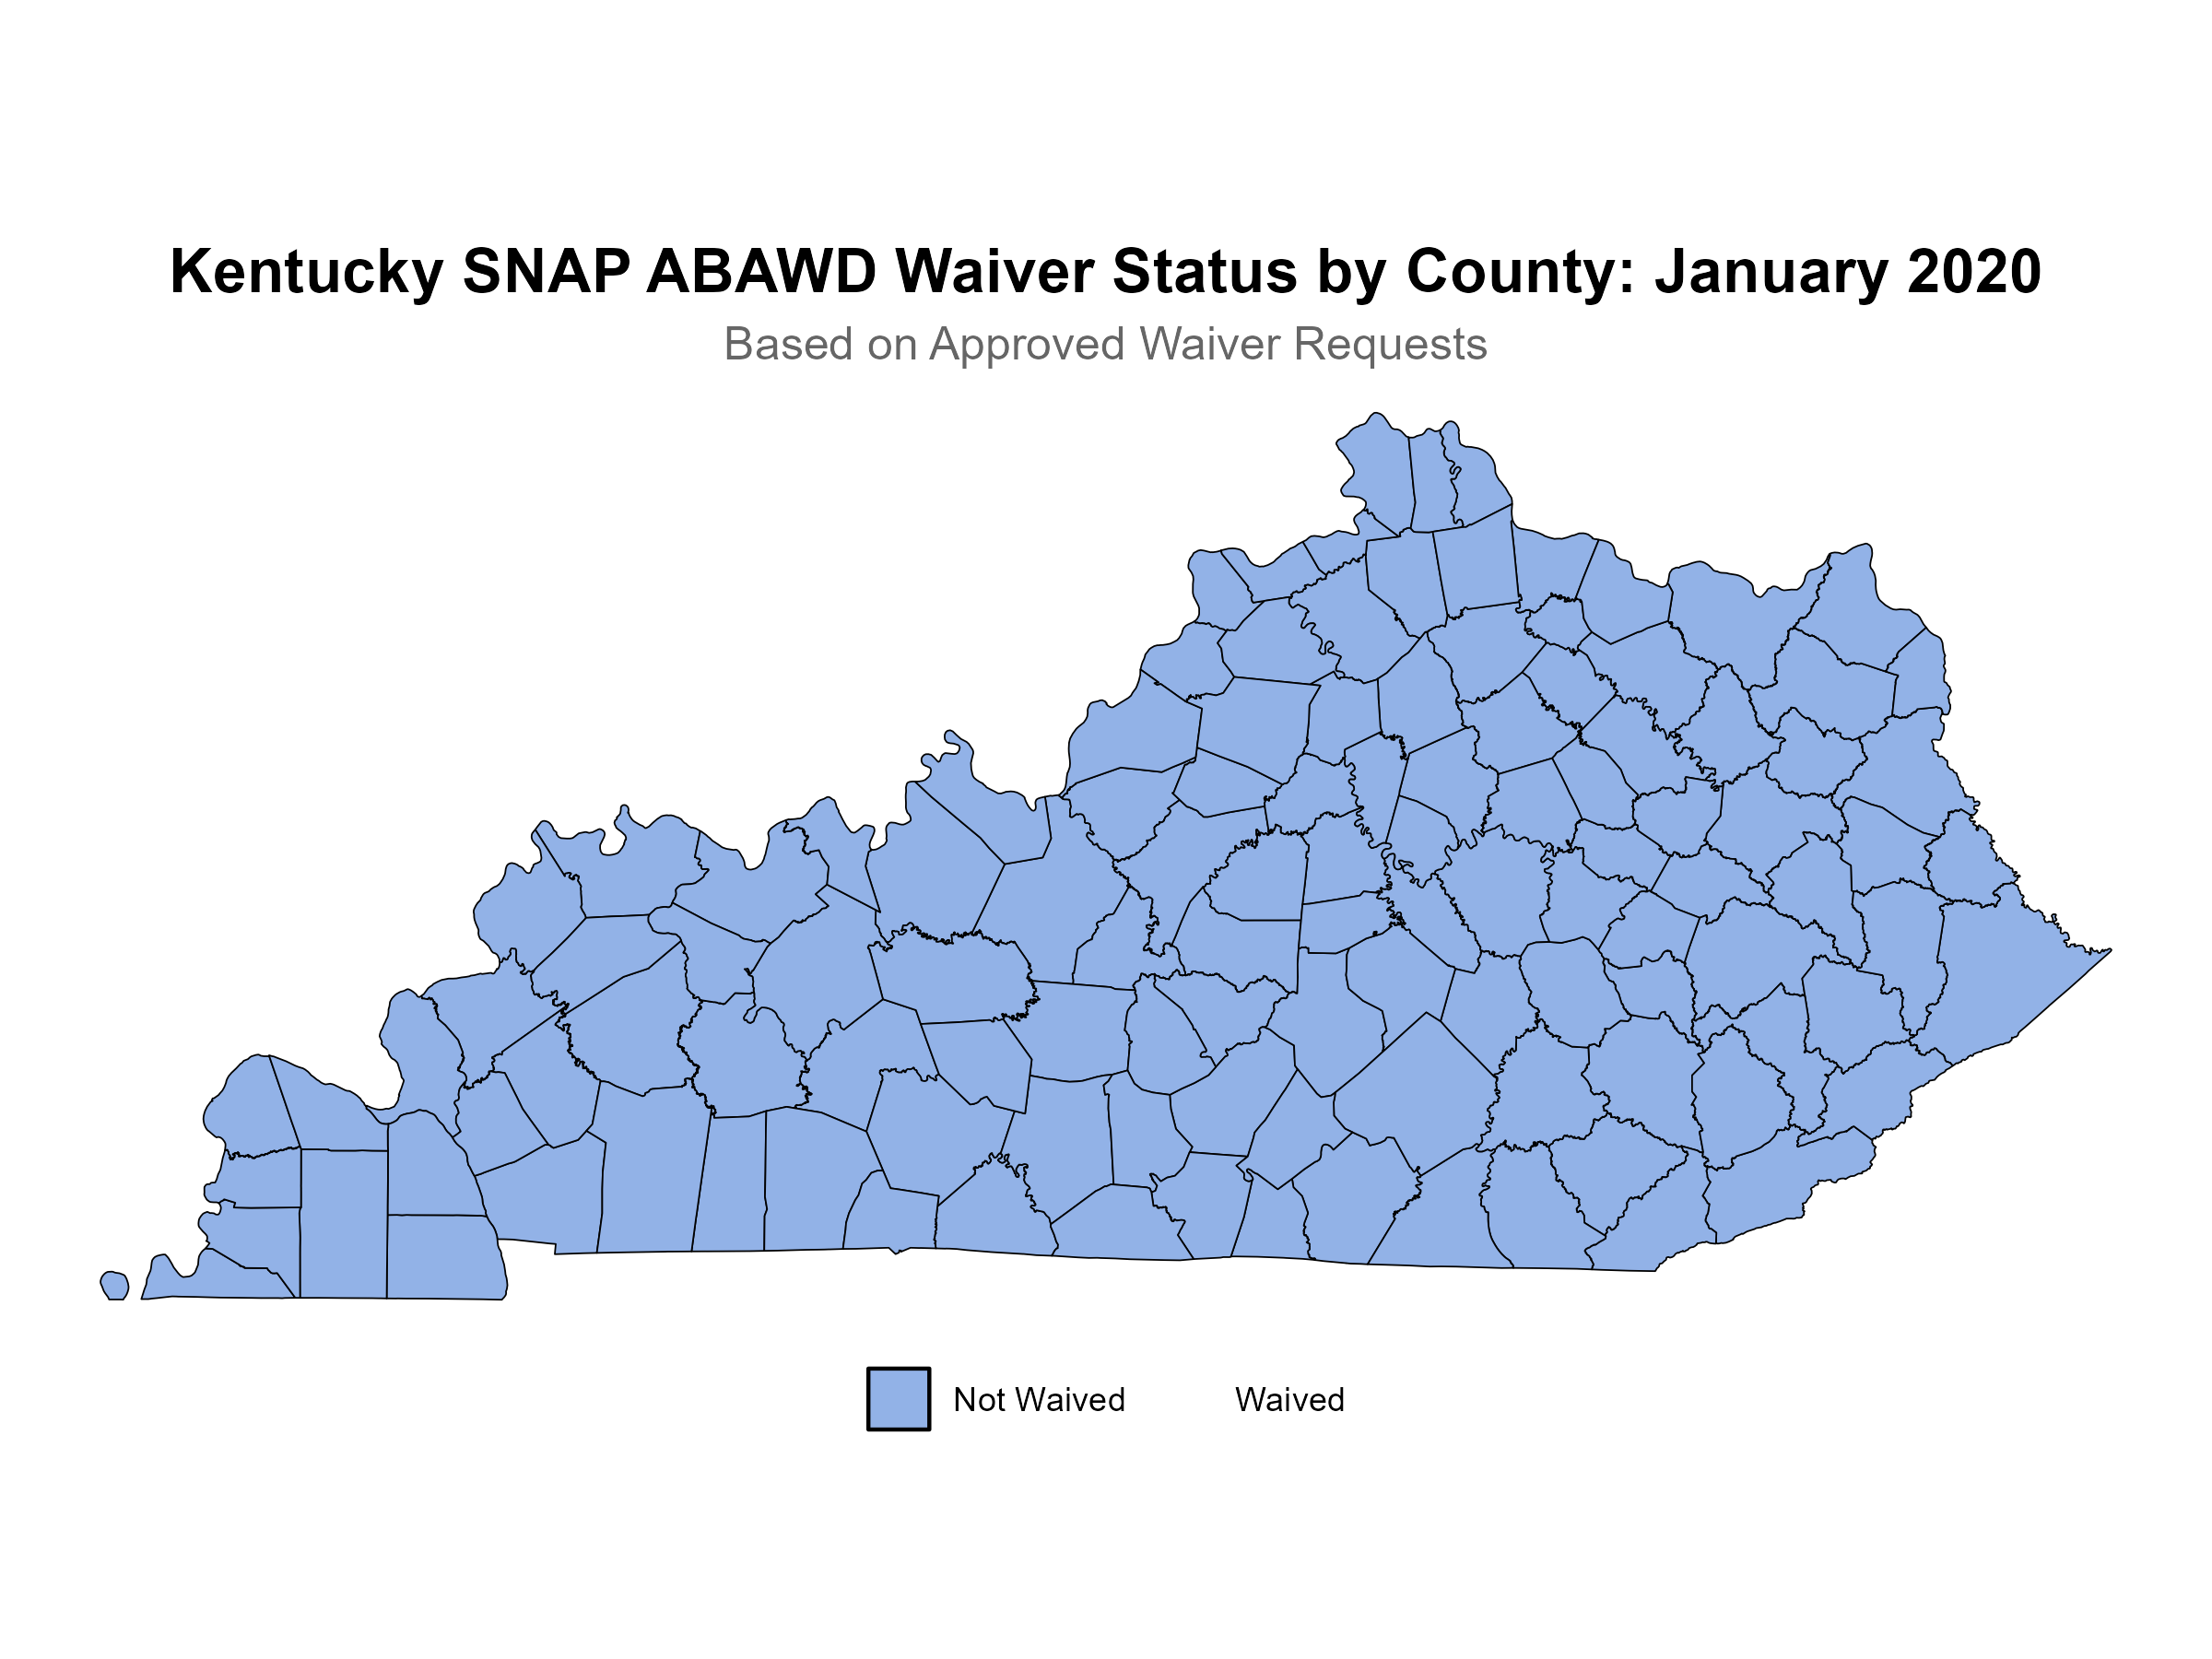 Kentucky SNAP ABAWD Waiver Status by County: January 2020
Based on Approved Waiver Requests
Not Waived Waived